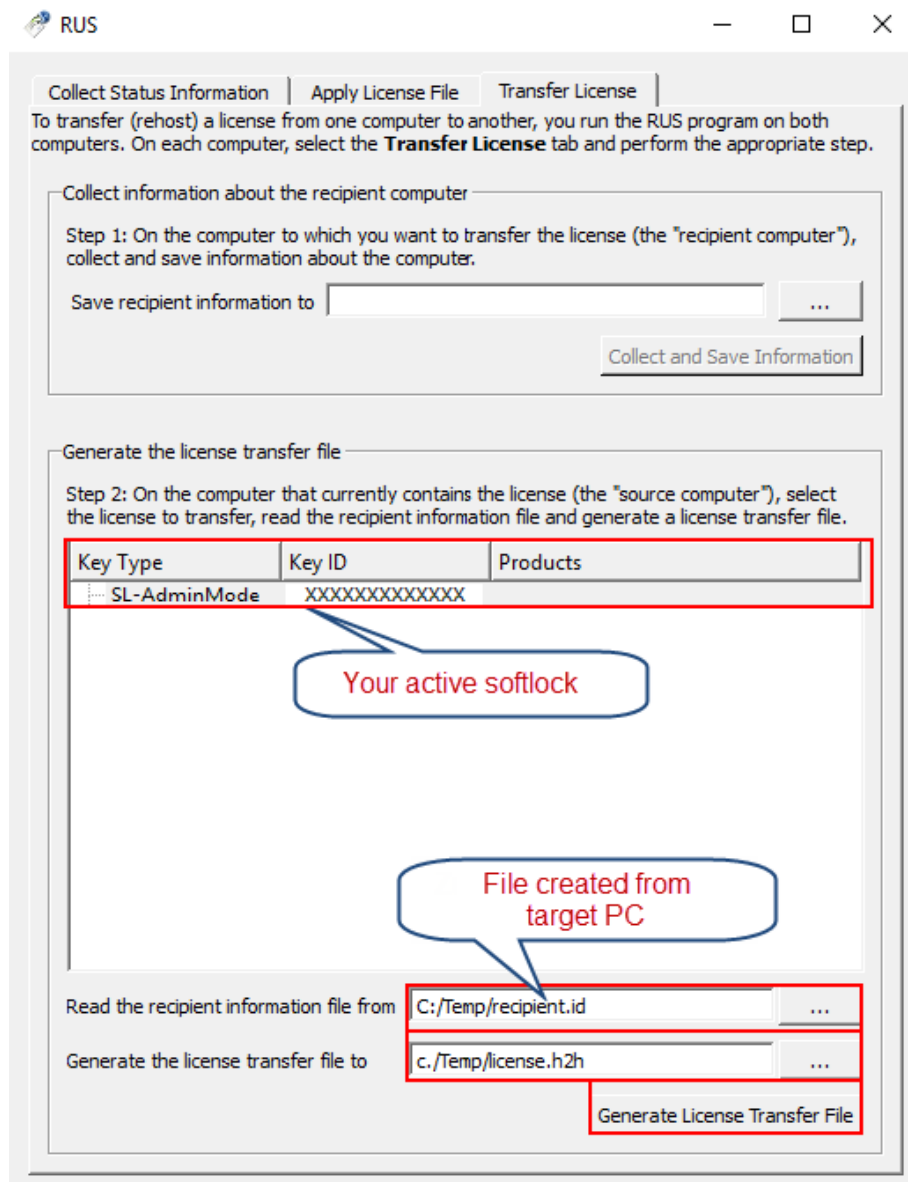 RUS
Collect Status Information
Apply License File
Transfer License
To transfer (rehost) a license from one computer to another, you run the RUS program on both
computers. On each computer, select the Transfer License tab and perform the appropriate step.
Collect information about the recipient computer
Step 1: On the computer to which you want to transfer the license (the "recipient computer"),
collect and save information about the computer.
Save recipient information to
...
Collect and Save Information
Generate the license transfer file
Step 2: On the computer that currently contains the license (the "source computer"), select
the license to transfer, read the recipient information file and generate a license transfer file.
Key Type Key ID Products
SL-AdminMode XXXXXXXXXXXXX
Your active softlock
File created from
target PC
Read the recipient information file from C:/Temp/recipient.id ...
Generate the license transfer file to c./Temp/license.h2h ...
Generate License Transfer File